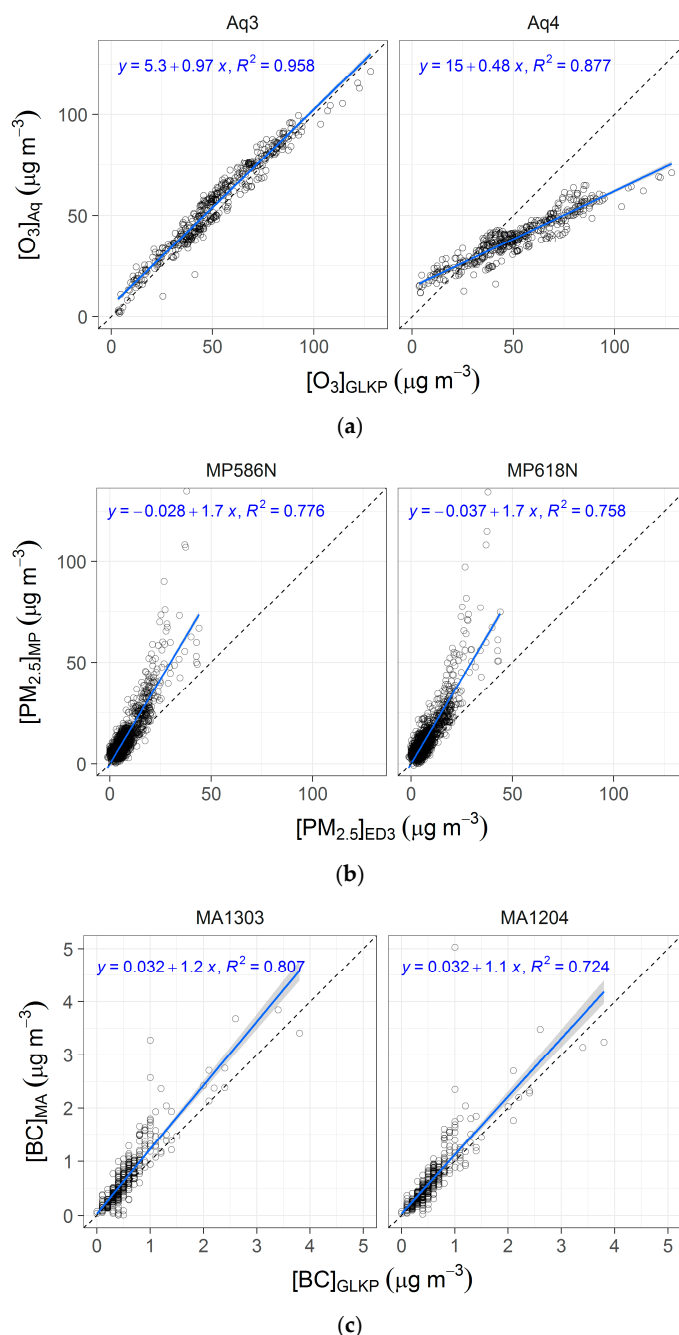 Aq3 Aq4
y = 5.3 + 0.97 x, R² = 0.958 y = 15 + 0.48 x, R² = 0.877
100
50
0
[O₃]Aq (μg m⁻³)
0 50 100 0 50 100
[O₃]GLKP (μg m⁻³)
(a)
MP586N MP618N
y = −0.028 + 1.7 x, R² = 0.776 y = −0.037 + 1.7 x, R² = 0.758
100
50
0
[PM₂.₅]MP (μg m⁻³)
0 50 100 0 50 100
[PM₂.₅]ED3 (μg m⁻³)
(b)
MA1303 MA1204
5
y = 0.032 + 1.2 x, R² = 0.807 y = 0.032 + 1.1 x, R² = 0.724
4
3
2
1
0
[BC]MA (μg m⁻³)
0 1 2 3 4 5 0 1 2 3 4 5
[BC]GLKP (μg m⁻³)
(c)